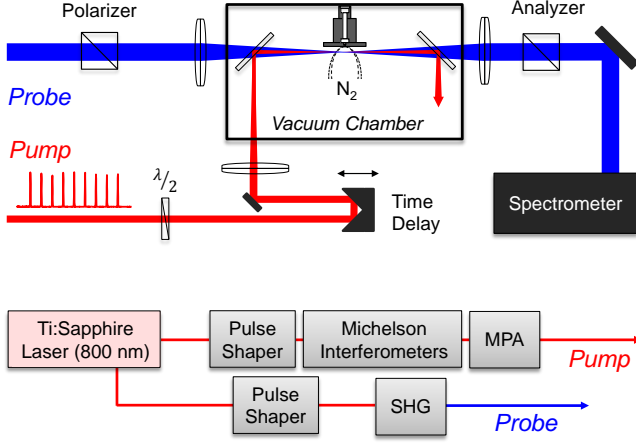 Polarizer
Analyzer
Probe
N2
Vacuum Chamber
Pump
λ/2
Time
Delay
Spectrometer
Ti:Sapphire
Laser (800 nm)
Pulse
Shaper
Michelson
Interferometers
MPA
Pump
Pulse
Shaper
SHG
Probe